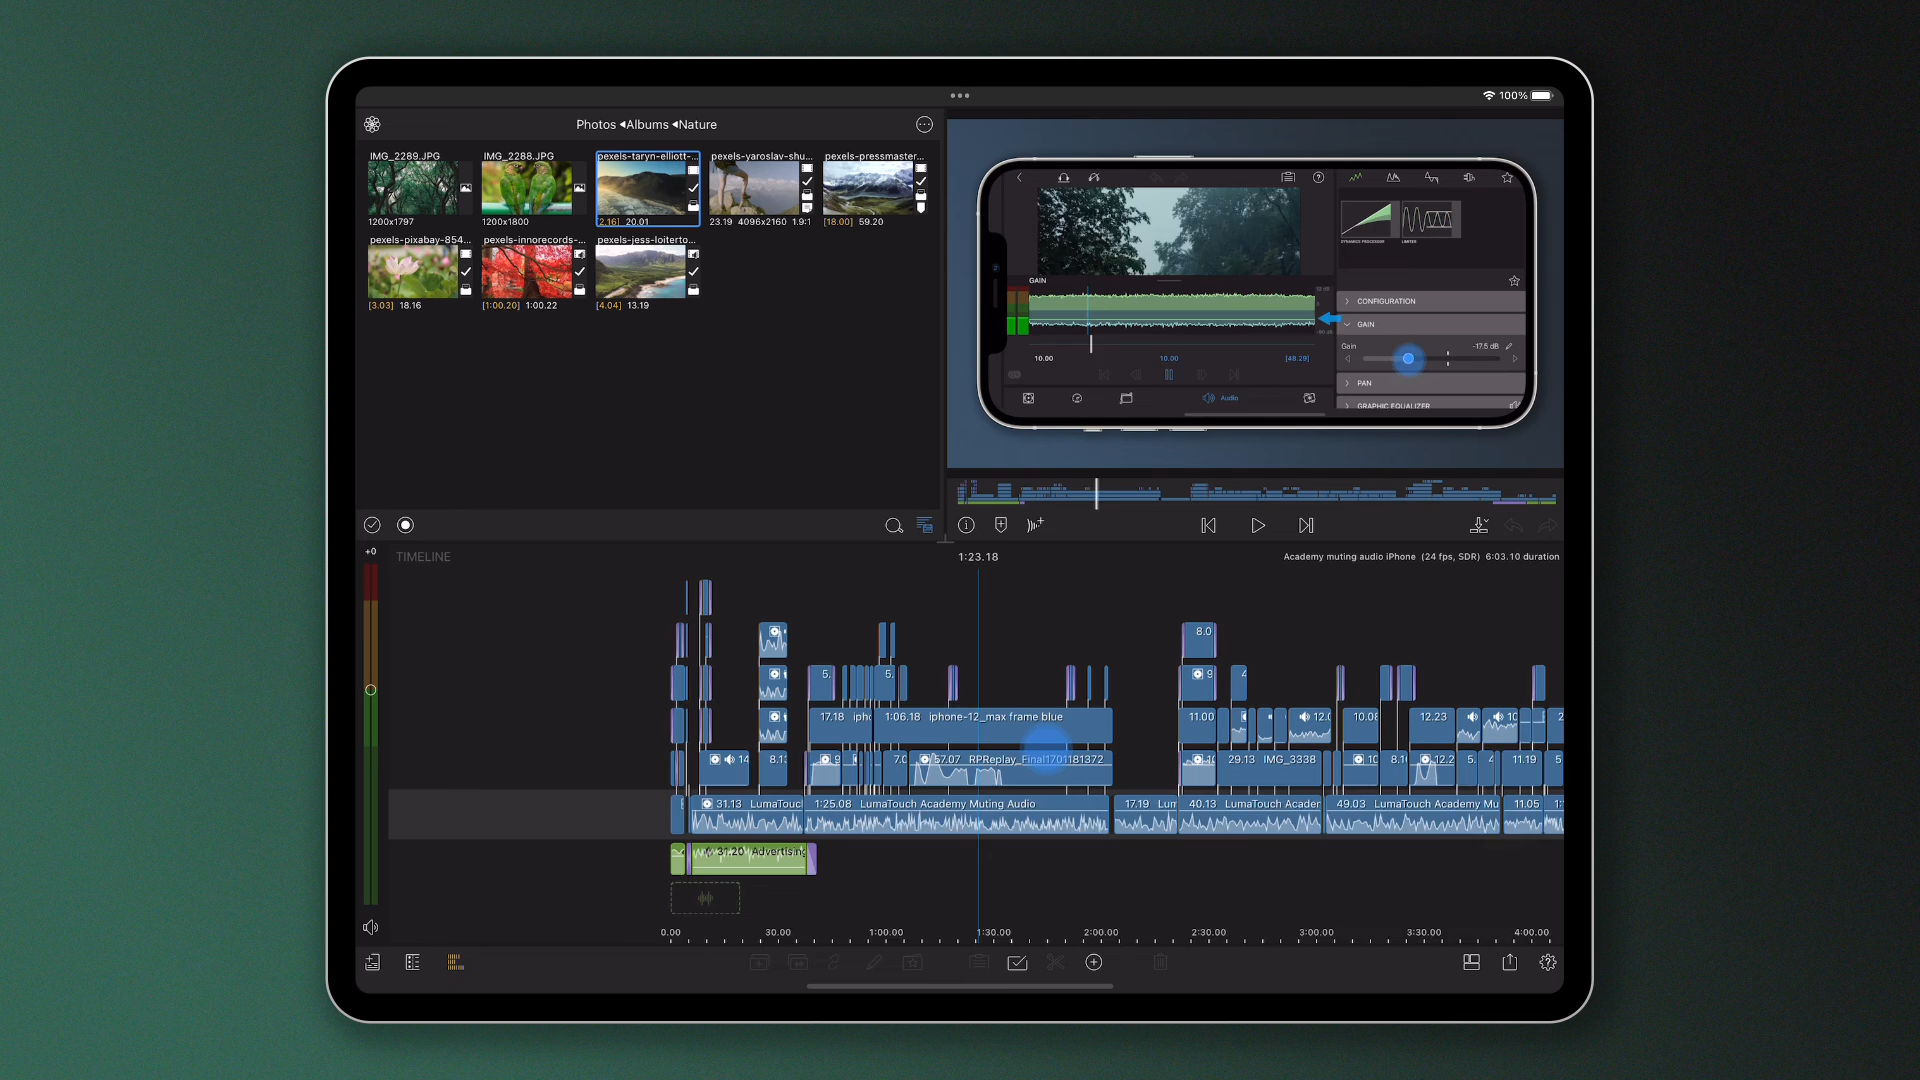 100%
Photos ◂Albums ◂Nature
IMG_2289.JPG
IMG_2288.JPG
pexels-taryn-elliott-...
pexels-yaroslav-shu...
pexels-pressmaster...
1200x1797
1200x1800
[2.16] 20.01
23.19 4096x2160 1.9:1
[18.00] 59.20
pexels-pixabay-854...
pexels-innorecords-...
pexels-jess-loiterto...
[3.03] 18.16
[1:00.20] 1:00.22
[4.04] 13.19
DYNAMICS PROCESSOR
LIMITER
GAIN
CONFIGURATION
GAIN
Gain
-17.5 dB
10.00
10.00
[48.29]
PAN
Audio
GRAPHIC EQUALIZER
+0
TIMELINE
1:23.18
Academy muting audio iPhone (24 fps, SDR) 6:03.10 duration
8.0
5.
5.
9
4
17.18 iph
1:06.18 iphone-12_max frame blue
11.00
12.0
10.08
12.23
10
2
14
8.1
9
7.0
57.07 RPReplay_Final1701181372
10
29.13 IMG_3338
10
8.1
12.2
5.
4
11.19
5
31.13 LumaTouc
1:25.08 LumaTouch Academy Muting Audio
17.19 Lum
40.13 LumaTouch Academ
49.03 LumaTouch Academy Mu
11.05
31.20 Advertising
0.00
30.00
1:00.00
1:30.00
2:00.00
2:30.00
3:00.00
3:30.00
4:00.00